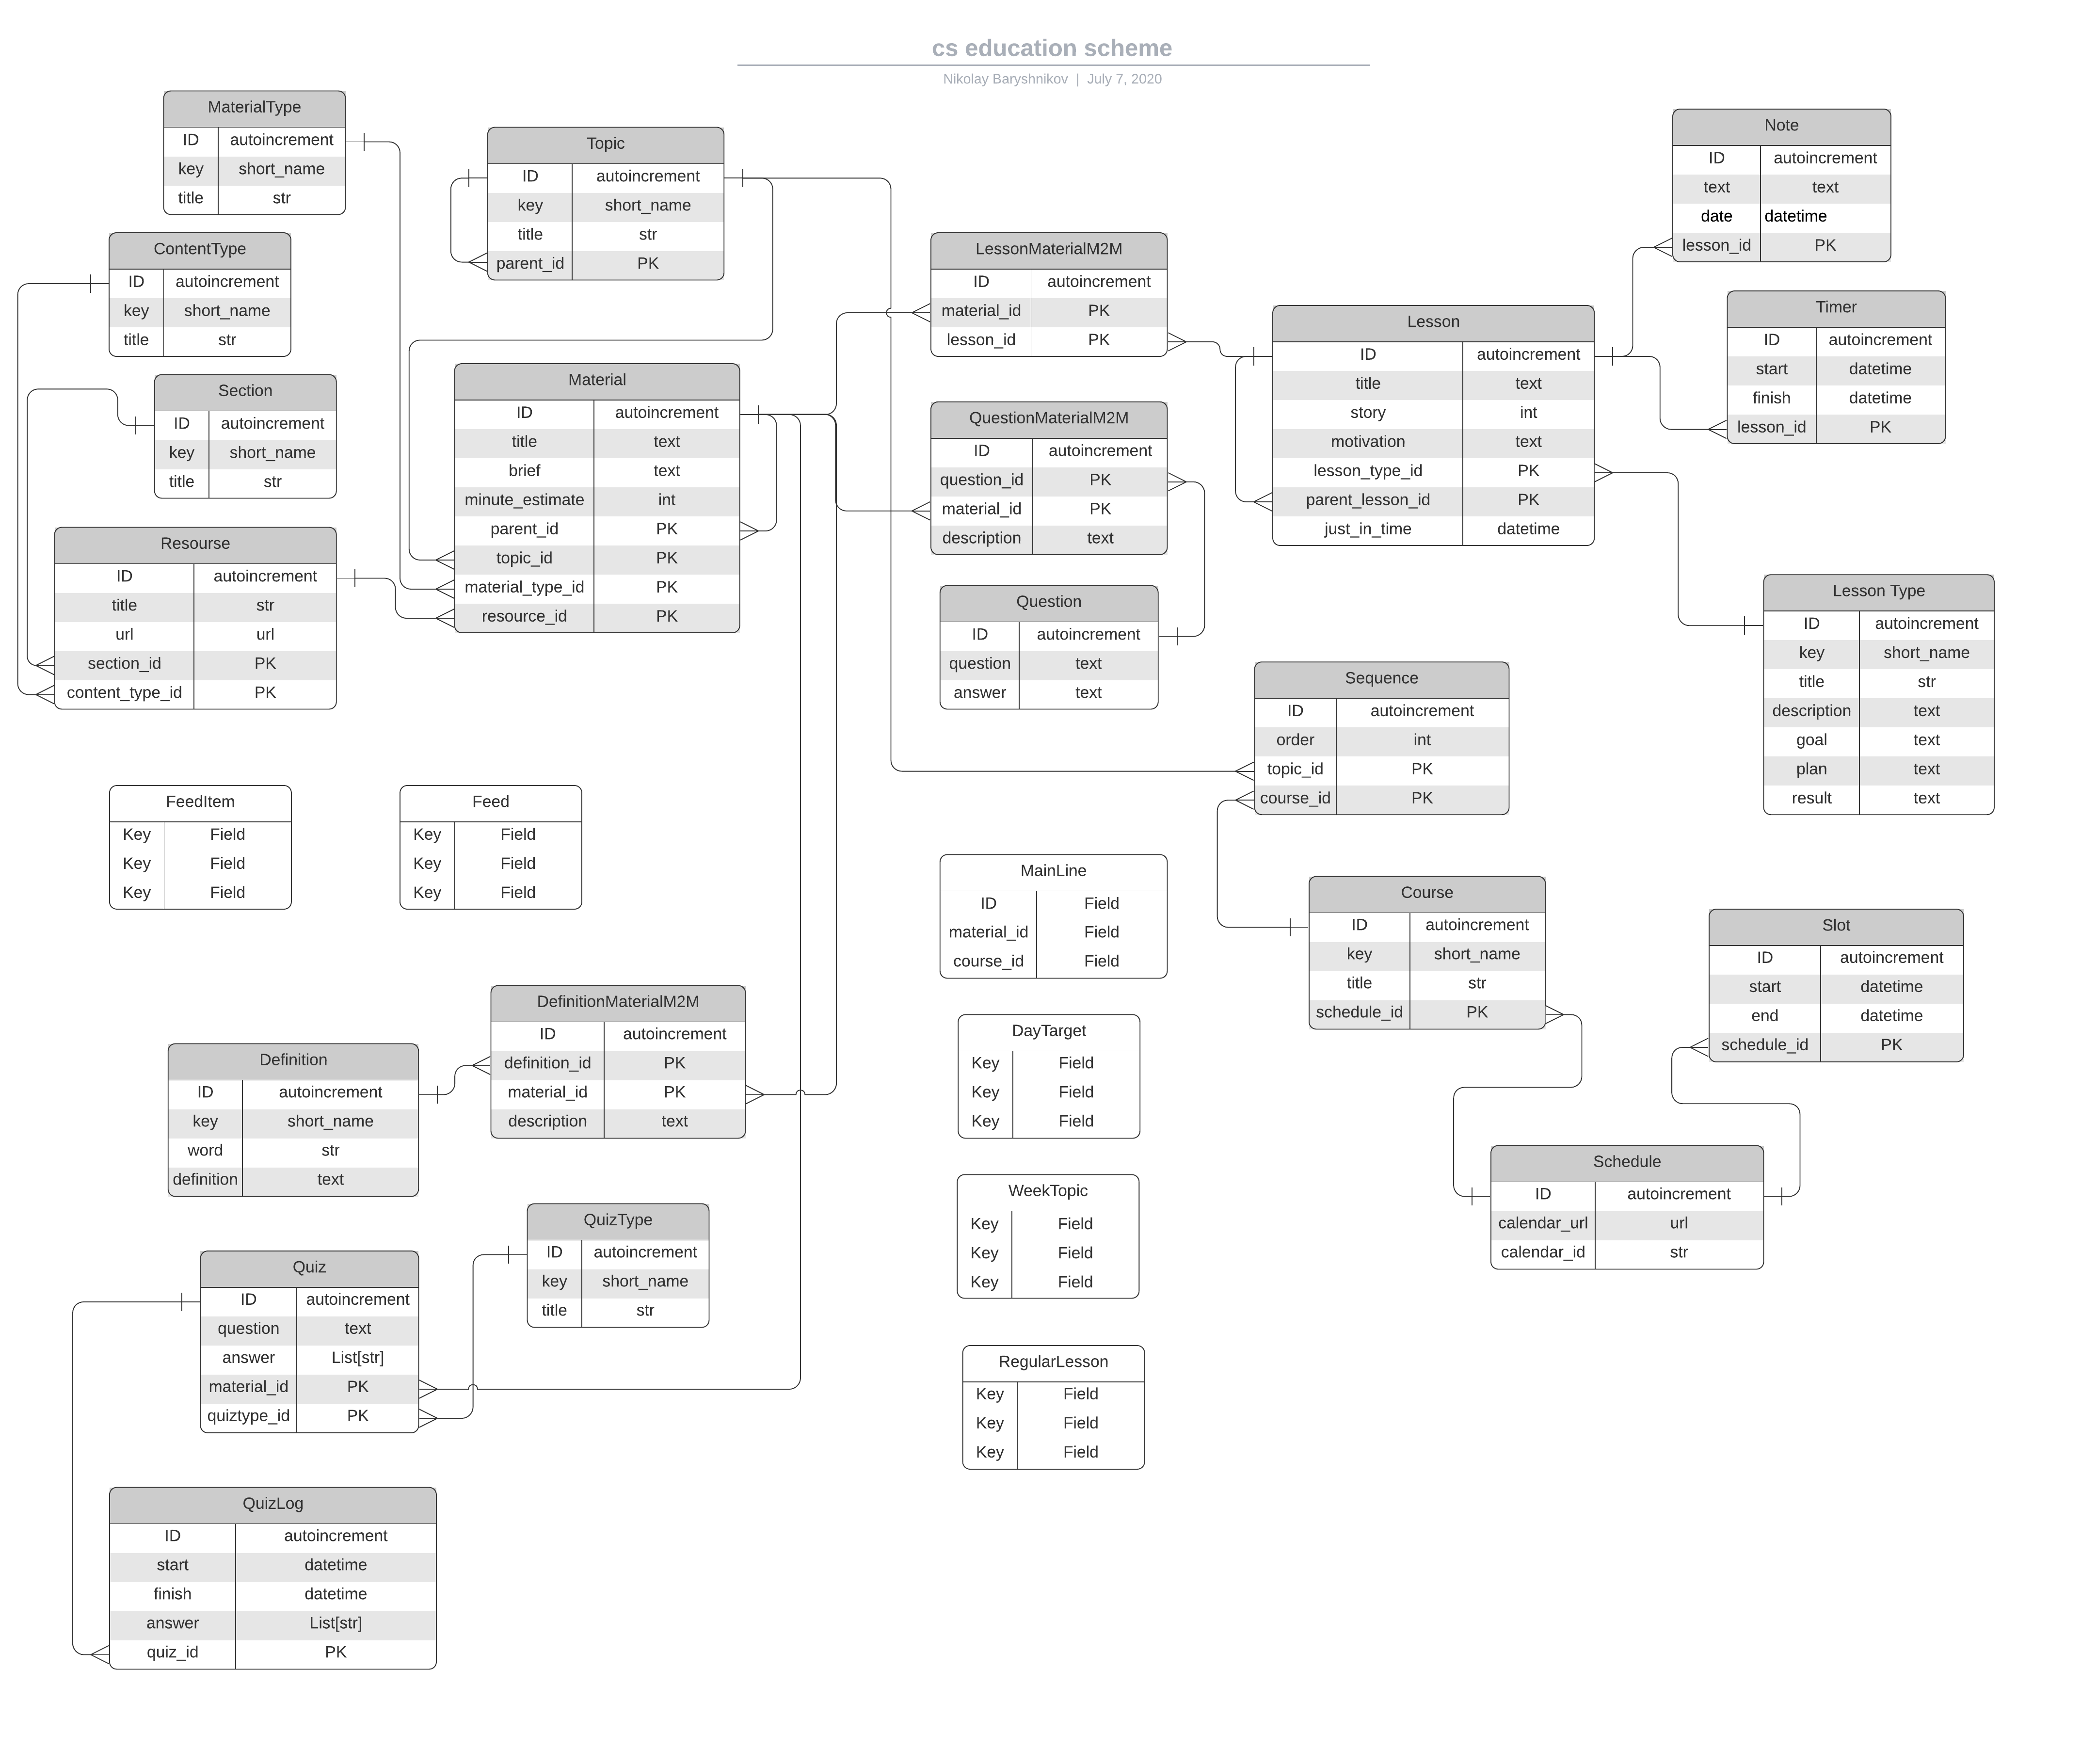 cs education scheme
Nikolay Baryshnikov | July 7, 2020
MaterialType
ID autoincrement
key short_name
title str
ContentType
ID autoincrement
key short_name
title str
Section
ID autoincrement
key short_name
title str
Resourse
ID autoincrement
title str
url url
section_id PK
content_type_id PK
Topic
ID autoincrement
key short_name
title str
parent_id PK
Material
ID autoincrement
title text
brief text
minute_estimate int
parent_id PK
topic_id PK
material_type_id PK
resource_id PK
LessonMaterialM2M
ID autoincrement
material_id PK
lesson_id PK
QuestionMaterialM2M
ID autoincrement
question_id PK
material_id PK
description text
Question
ID autoincrement
question text
answer text
Lesson
ID autoincrement
title text
story int
motivation text
lesson_type_id PK
parent_lesson_id PK
just_in_time datetime
Note
ID autoincrement
text text
date datetime
lesson_id PK
Timer
ID autoincrement
start datetime
finish datetime
lesson_id PK
Lesson Type
ID autoincrement
key short_name
title str
description text
goal text
plan text
result text
Sequence
ID autoincrement
order int
topic_id PK
course_id PK
FeedItem
Key Field
Key Field
Key Field
Feed
Key Field
Key Field
Key Field
MainLine
ID Field
material_id Field
course_id Field
Course
ID autoincrement
key short_name
title str
schedule_id PK
Slot
ID autoincrement
start datetime
end datetime
schedule_id PK
DefinitionMaterialM2M
ID autoincrement
definition_id PK
material_id PK
description text
Definition
ID autoincrement
key short_name
word str
definition text
DayTarget
Key Field
Key Field
Key Field
Schedule
ID autoincrement
calendar_url url
calendar_id str
WeekTopic
Key Field
Key Field
Key Field
QuizType
ID autoincrement
key short_name
title str
Quiz
ID autoincrement
question text
answer List[str]
material_id PK
quiztype_id PK
RegularLesson
Key Field
Key Field
Key Field
QuizLog
ID autoincrement
start datetime
finish datetime
answer List[str]
quiz_id PK